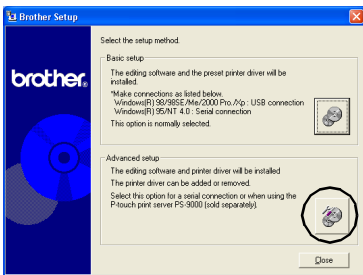 Brother Setup
Select the setup method.
Basic setup
The editing software and the preset printer driver will be
installed.
*Make connections as listed below.
Windows(R) 98/98SE/Me/2000 Pro./Xp : USB connection
Windows(R) 95/NT 4.0 : Serial connection
This option is normally selected.
brother®
Advanced setup
The editing software and printer driver will be installed
The printer driver can be added or removed.
Select this option for a serial connection or when using the
P-touch print server PS-9000 (sold separately).
Close